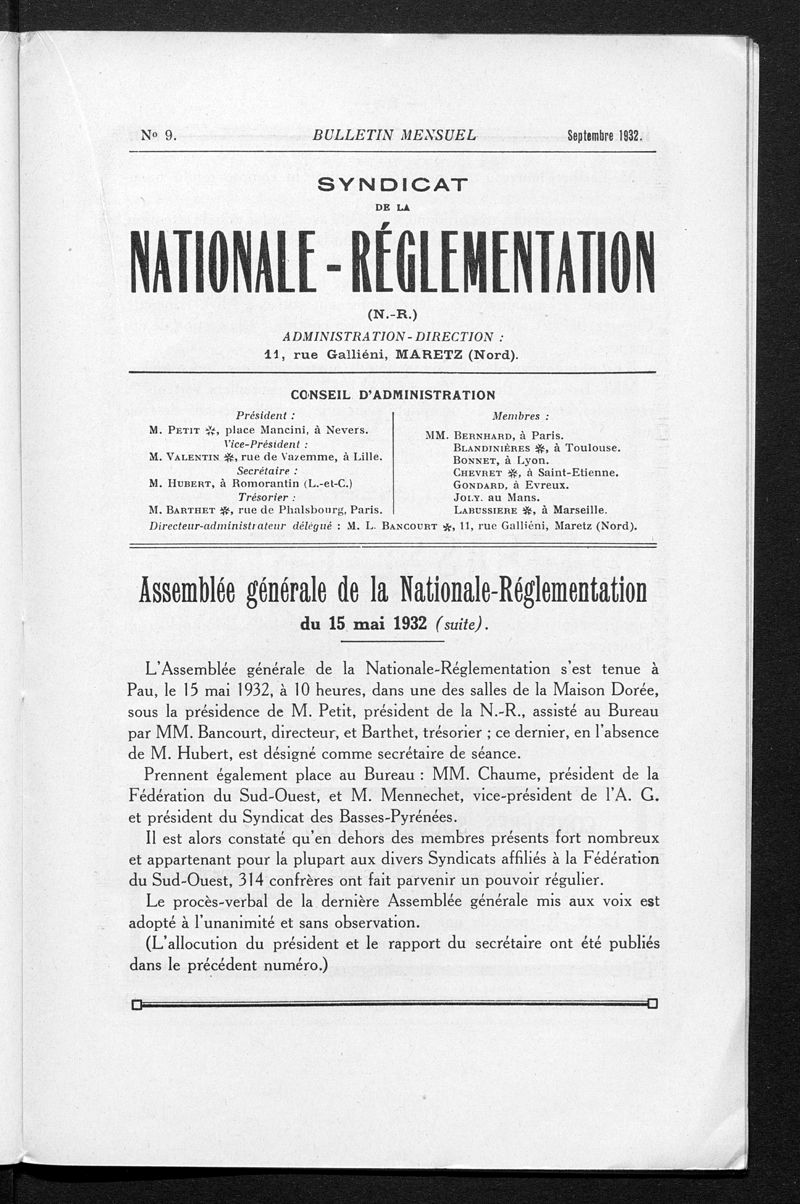 No 9. BULLETIN MENSUEL Septembre 1932.
SYNDICAT
DE LA
NATIONALE-RÉGLEMENTATION
(N.-R.)
ADMINISTRATION-DIRECTION :
11, rue Galliéni, MARETZ (Nord).
CONSEIL D'ADMINISTRATION
Président :
M. PETIT ✻, place Mancini, à Nevers.
Vice-Président :
M. VALENTIN ✻, rue de Vazemme, à Lille.
Secrétaire :
M. HUBERT, à Romorantin (L.-et-C.)
Trésorier :
M. BARTHET ✻, rue de Phalsbourg, Paris.
Membres :
MM. BERNHARD, à Paris.
BLANDINIÈRES ✻, à Toulouse.
BONNET, à Lyon.
CHEVRET ✻, à Saint-Etienne.
GONDARD, à Evreux.
JOLY. au Mans.
LABUSSIERE ✻, à Marseille.
Directeur-administrateur délégué : M. L. BANCOURT ✻, 11, rue Galliéni, Maretz (Nord).
Assemblée générale de la Nationale-Réglementation
du 15 mai 1932 (suite).
L'Assemblée générale de la Nationale-Réglementation s'est tenue à
Pau, le 15 mai 1932, à 10 heures, dans une des salles de la Maison Dorée,
sous la présidence de M. Petit, président de la N.-R., assisté au Bureau
par MM. Bancourt, directeur, et Barthet, trésorier ; ce dernier, en l'absence
de M. Hubert, est désigné comme secrétaire de séance.
Prennent également place au Bureau : MM. Chaume, président de la
Fédération du Sud-Ouest, et M. Mennechet, vice-président de l'A. G.
et président du Syndicat des Basses-Pyrénées.
Il est alors constaté qu'en dehors des membres présents fort nombreux
et appartenant pour la plupart aux divers Syndicats affiliés à la Fédération
du Sud-Ouest, 314 confrères ont fait parvenir un pouvoir régulier.
Le procès-verbal de la dernière Assemblée générale mis aux voix est
adopté à l'unanimité et sans observation.
(L'allocution du président et le rapport du secrétaire ont été publiés
dans le précédent numéro.)